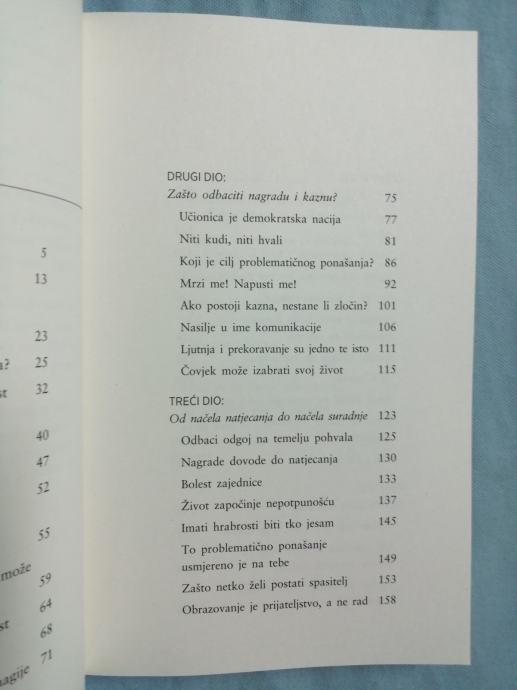 5
13
23
a? 25
st 32
40
47
52
55
može
59
st 64
68
nagije 71
DRUGI DIO:
Zašto odbaciti nagradu i kaznu? 75
Učionica je demokratska nacija 77
Niti kudi, niti hvali 81
Koji je cilj problematičnog ponašanja? 86
Mrzi me! Napusti me! 92
Ako postoji kazna, nestane li zločin? 101
Nasilje u ime komunikacije 106
Ljutnja i prekoravanje su jedno te isto 111
Čovjek može izabrati svoj život 115
TREĆI DIO:
Od načela natjecanja do načela suradnje 123
Odbaci odgoj na temelju pohvala 125
Nagrade dovode do natjecanja 130
Bolest zajednice 133
Život započinje nepotpunošću 137
Imati hrabrosti biti tko jesam 145
To problematično ponašanje
usmjereno je na tebe 149
Zašto netko želi postati spasitelj 153
Obrazovanje je prijateljstvo, a ne rad 158